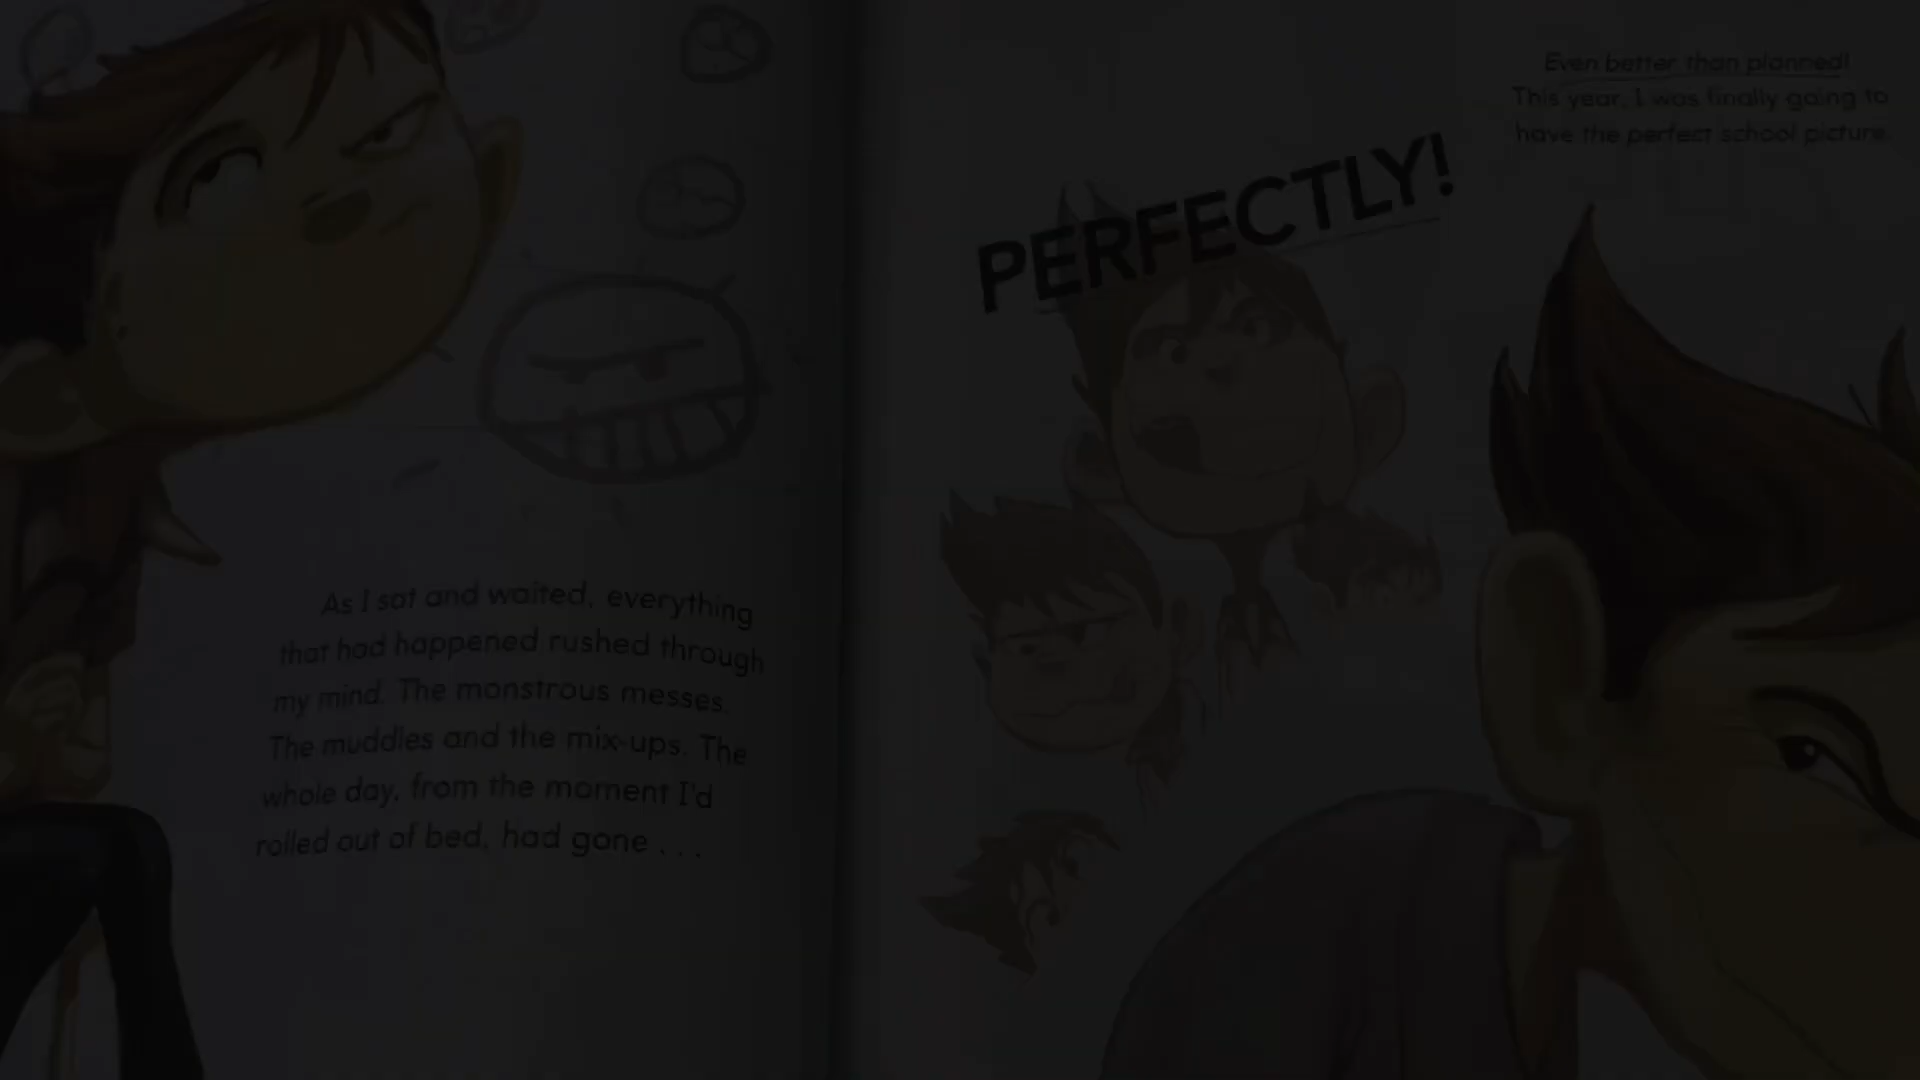 As I sat and waited, everything
that had happened rushed through
my mind. The monstrous messes.
The muddles and the mix-ups. The
whole day, from the moment I'd
rolled out of bed, had gone . . .
PERFECTLY!
Even better than planned!
This year, I was finally going to
have the perfect school picture.